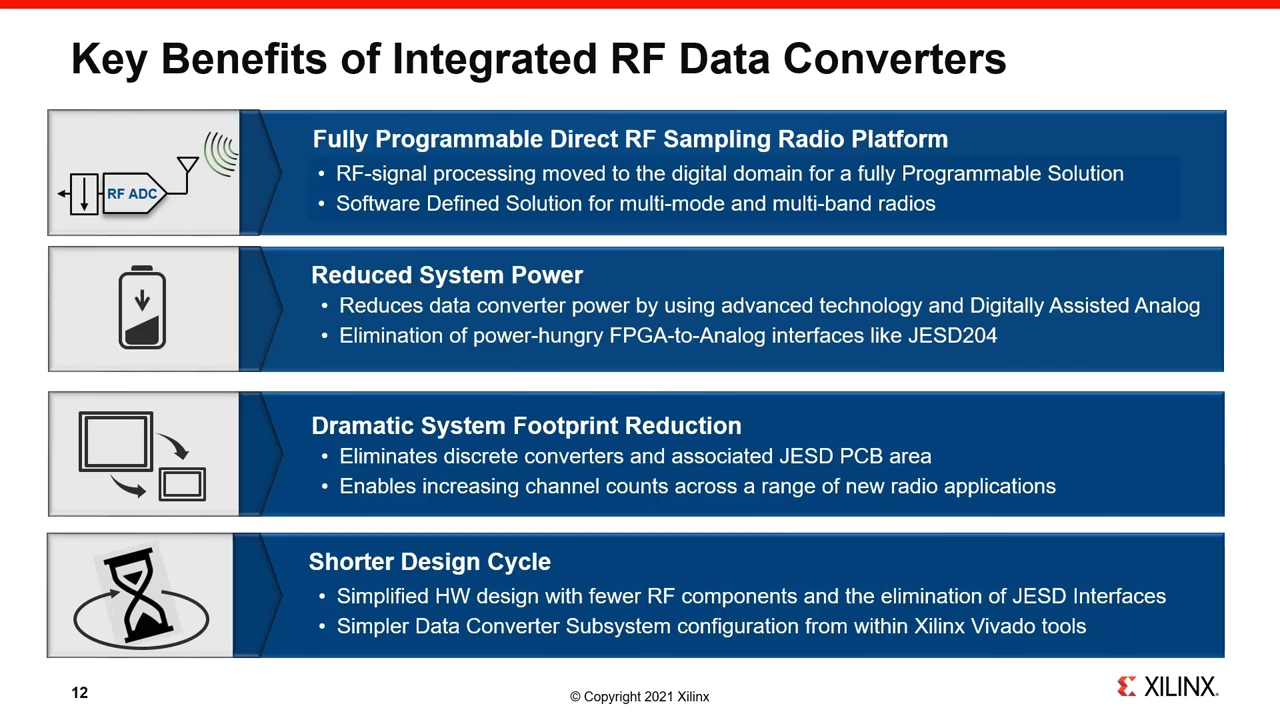 Key Benefits of Integrated RF Data Converters
RF ADC
Fully Programmable Direct RF Sampling Radio Platform
• RF-signal processing moved to the digital domain for a fully Programmable Solution
• Software Defined Solution for multi-mode and multi-band radios
Reduced System Power
• Reduces data converter power by using advanced technology and Digitally Assisted Analog
• Elimination of power-hungry FPGA-to-Analog interfaces like JESD204
Dramatic System Footprint Reduction
• Eliminates discrete converters and associated JESD PCB area
• Enables increasing channel counts across a range of new radio applications
Shorter Design Cycle
• Simplified HW design with fewer RF components and the elimination of JESD Interfaces
• Simpler Data Converter Subsystem configuration from within Xilinx Vivado tools
12
© Copyright 2021 Xilinx
XILINX.